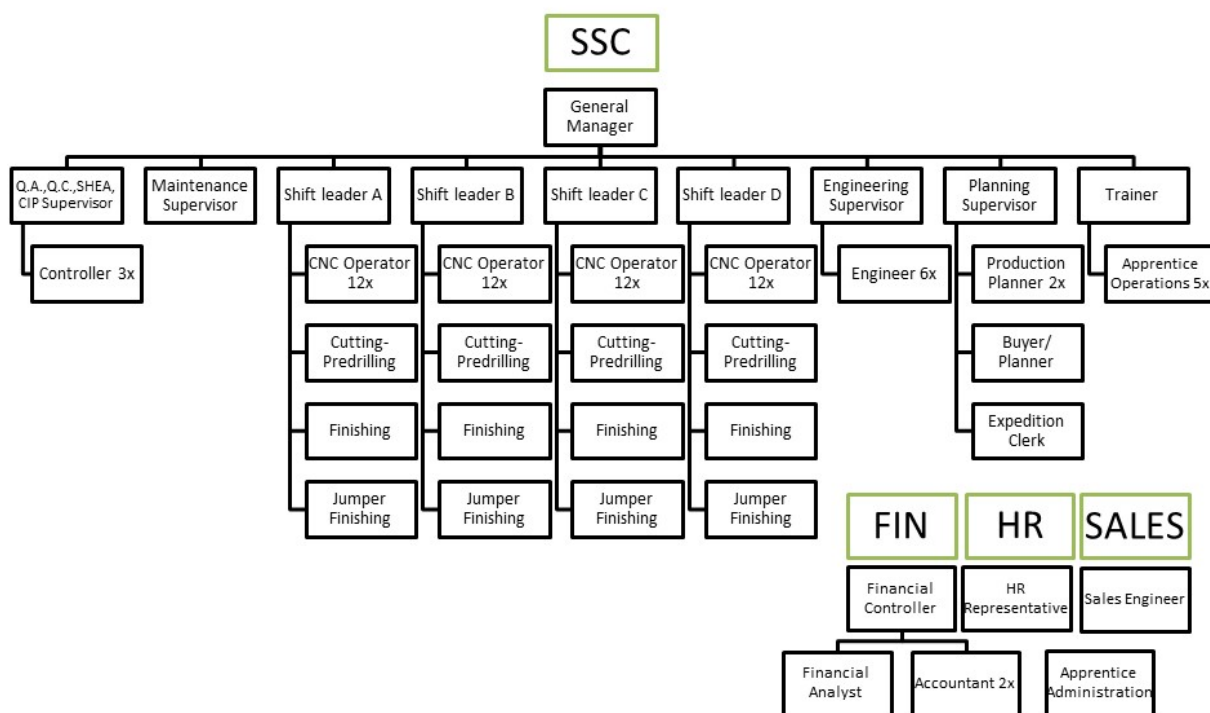 SSC
General
Manager
Q.A.,Q.C.,SHEA,
CIP Supervisor
Maintenance
Supervisor
Shift leader A
Shift leader B
Shift leader C
Shift leader D
Engineering
Supervisor
Planning
Supervisor
Trainer
Controller 3x
CNC Operator
12x
CNC Operator
12x
CNC Operator
12x
CNC Operator
12x
Engineer 6x
Production
Planner 2x
Apprentice
Operations 5x
Cutting-
Predrilling
Cutting-
Predrilling
Cutting-
Predrilling
Cutting-
Predrilling
Buyer/
Planner
Finishing
Finishing
Finishing
Finishing
Expedition
Clerk
Jumper
Finishing
Jumper
Finishing
Jumper
Finishing
Jumper
Finishing
FIN
HR
SALES
Financial
Controller
HR
Representative
Sales Engineer
Financial
Analyst
Accountant 2x
Apprentice
Administration